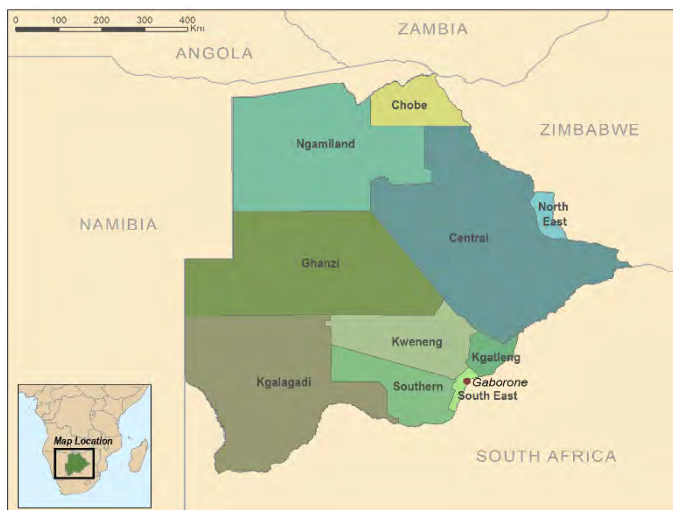 0 100 200 300 400
Km
ZAMBIA
ANGOLA
Chobe
ZIMBABWE
Ngamiland
North
East
NAMIBIA
Central
Ghanzi
Kweneng
Kgatleng
Kgalagadi
Gaborone
Southern
South East
Map Location
SOUTH AFRICA